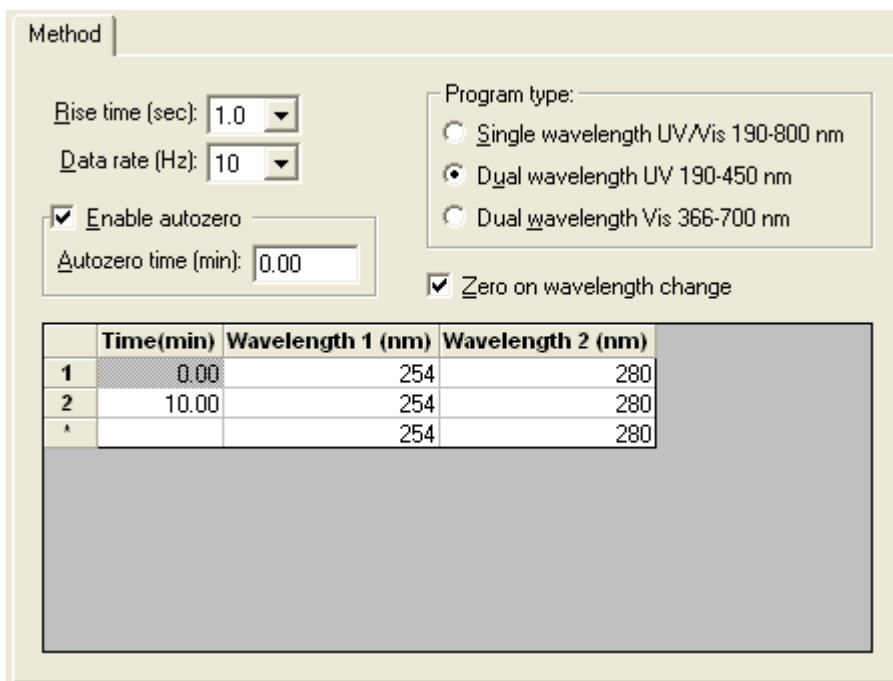 Method
Rise time (sec): 1.0
Data rate (Hz): 10
Enable autozero
Autozero time (min): 0.00
Program type:
Single wavelength UV/Vis 190-800 nm
Dual wavelength UV 190-450 nm
Dual wavelength Vis 366-700 nm
Zero on wavelength change
Time(min) Wavelength 1 (nm) Wavelength 2 (nm)
1 0.00 254 280
2 10.00 254 280
* 254 280